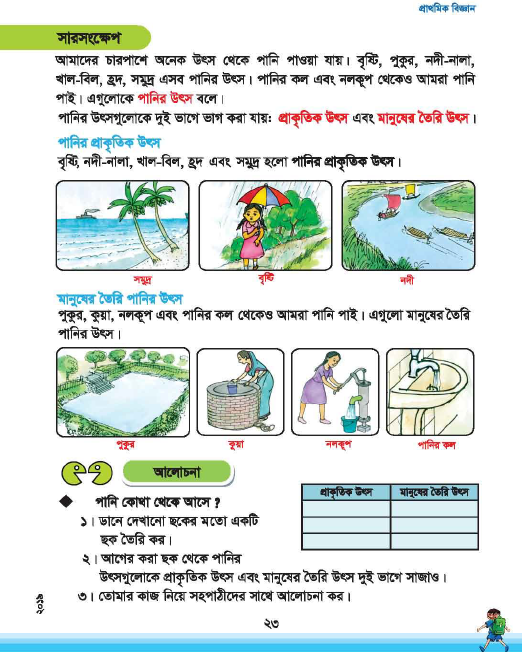 প্রাথমিক বিজ্ঞান
সারসংক্ষেপ
আমাদের চারপাশে অনেক উৎস থেকে পানি পাওয়া যায়। বৃষ্টি, পুকুর, নদী-নালা,
খাল-বিল, হ্রদ, সমুদ্র এসব পানির উৎস। পানির কল এবং নলকূপ থেকেও আমরা পানি
পাই। এগুলোকে পানির উৎস বলে।
পানির উৎসগুলোকে দুই ভাগে ভাগ করা যায়: প্রাকৃতিক উৎস এবং মানুষের তৈরি উৎস।
পানির প্রাকৃতিক উৎস
বৃষ্টি, নদী-নালা, খাল-বিল, হ্রদ এবং সমুদ্র হলো পানির প্রাকৃতিক উৎস।
সমুদ্র
বৃষ্টি
নদী
মানুষের তৈরি পানির উৎস
পুকুর, কুয়া, নলকূপ এবং পানির কল থেকেও আমরা পানি পাই। এগুলো মানুষের তৈরি
পানির উৎস।
পুকুর
কুয়া
নলকূপ
পানির কল
আলোচনা
পানি কোথা থেকে আসে ?
১। ডানে দেখানো ছকের মতো একটি
ছক তৈরি কর।
প্রাকৃতিক উৎস
মানুষের তৈরি উৎস
২। আগের করা ছক থেকে পানির
উৎসগুলোকে প্রাকৃতিক উৎস এবং মানুষের তৈরি উৎস দুই ভাগে সাজাও।
৩। তোমার কাজ নিয়ে সহপাঠীদের সাথে আলোচনা কর।
২০১৯
২৩